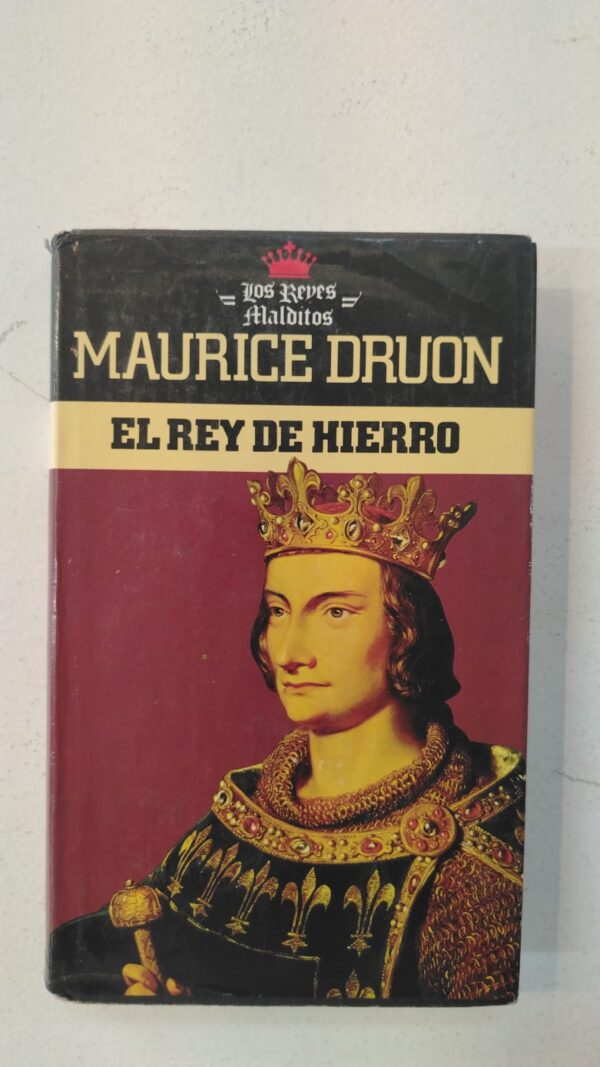 Los Reyes
Malditos
MAURICE DRUON
EL REY DE HIERRO